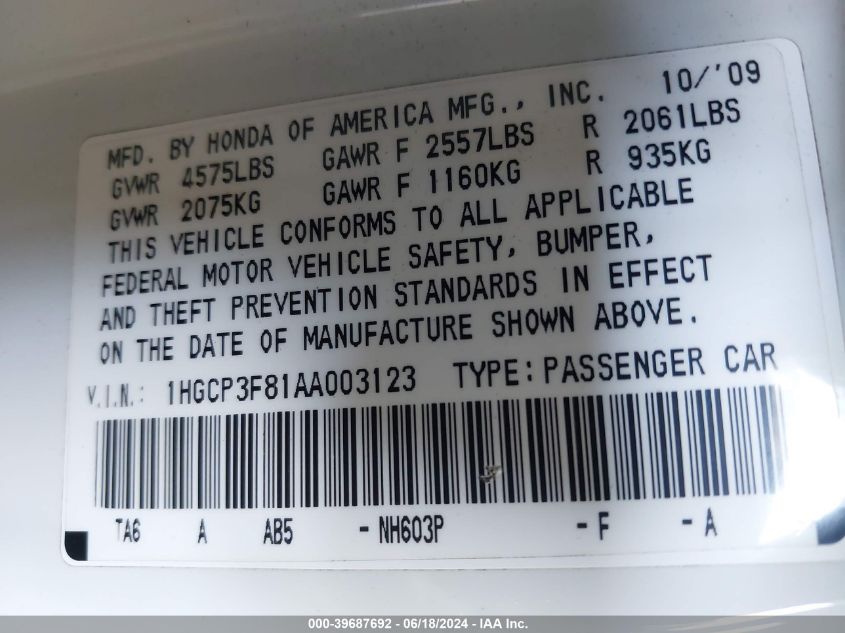 MFD. BY HONDA OF AMERICA MFG., INC. 10/'09
GVWR 4575LBS GAWR F 2557LBS R 2061LBS
GVWR 2075KG GAWR F 1160KG R 935KG
THIS VEHICLE CONFORMS TO ALL APPLICABLE
FEDERAL MOTOR VEHICLE SAFETY, BUMPER,
AND THEFT PREVENTION STANDARDS IN EFFECT
ON THE DATE OF MANUFACTURE SHOWN ABOVE.
V.I.N.: 1HGCP3F81AA003123 TYPE:PASSENGER CAR
TA6 A AB5 -NH603P -F -A
000-39687692 - 06/18/2024 - IAA Inc.